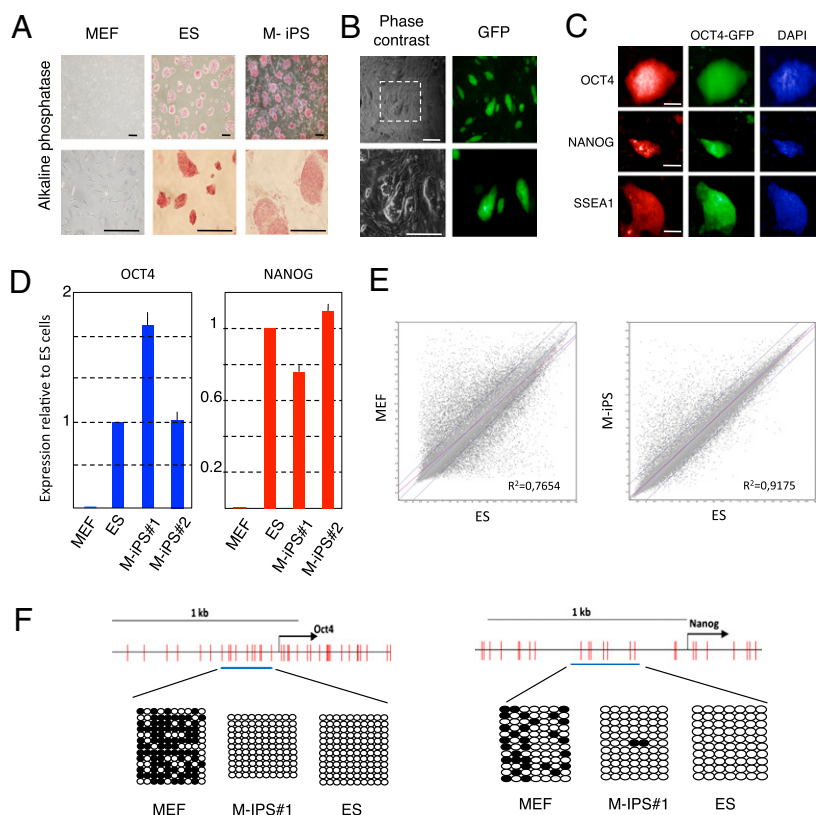 A
MEF
ES
M- iPS
Alkaline phosphatase
B
Phase
contrast
GFP
C
OCT4-GFP
DAPI
OCT4
NANOG
SSEA1
D
OCT4
NANOG
Expression relative to ES cells
2
1
1
0.6
0.2
MEF
ES
M-iPS#1
M-iPS#2
MEF
ES
M-iPS#1
M-iPS#2
E
MEF
R²=0,7654
ES
M-iPS
R²=0,9175
ES
F
1 kb
Oct4
MEF
M-IPS#1
ES
1 kb
Nanog
MEF
M-IPS#1
ES